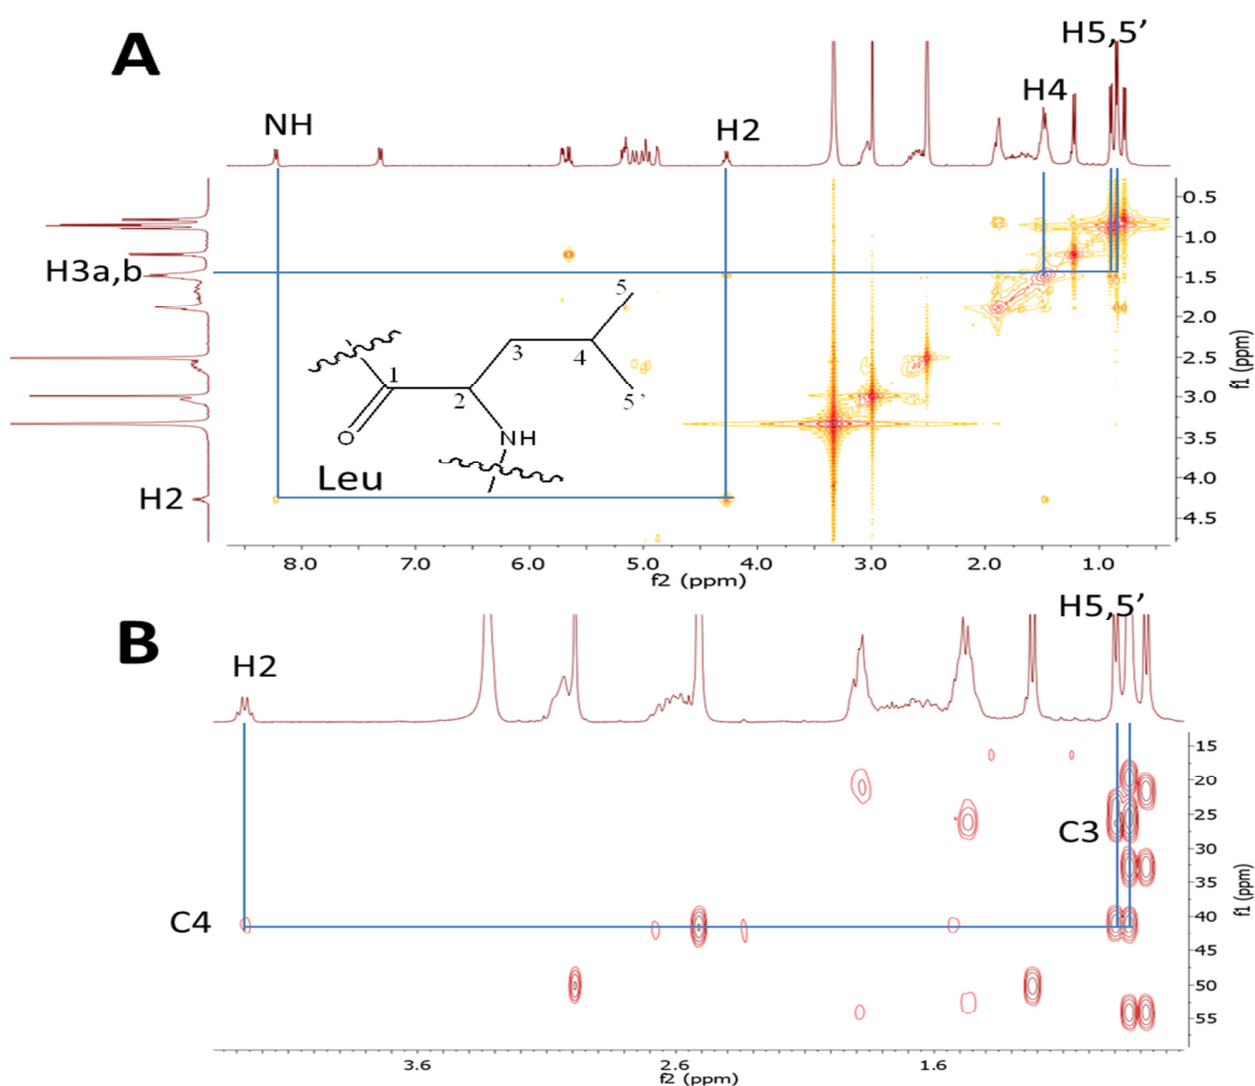 A
H5,5’
H4
NH
H2
H3a,b
H2
0.5
1.0
1.5
2.0
2.5
3.0
3.5
4.0
4.5
f1 (ppm)
5
3
4
5'
1
2
O
NH
Leu
8.0 7.0 6.0 5.0 4.0 3.0 2.0 1.0
f2 (ppm)
B
H5,5’
H2
15
20
25
30
35
40
45
50
55
f1 (ppm)
C3
C4
3.6 2.6 1.6
f2 (ppm)